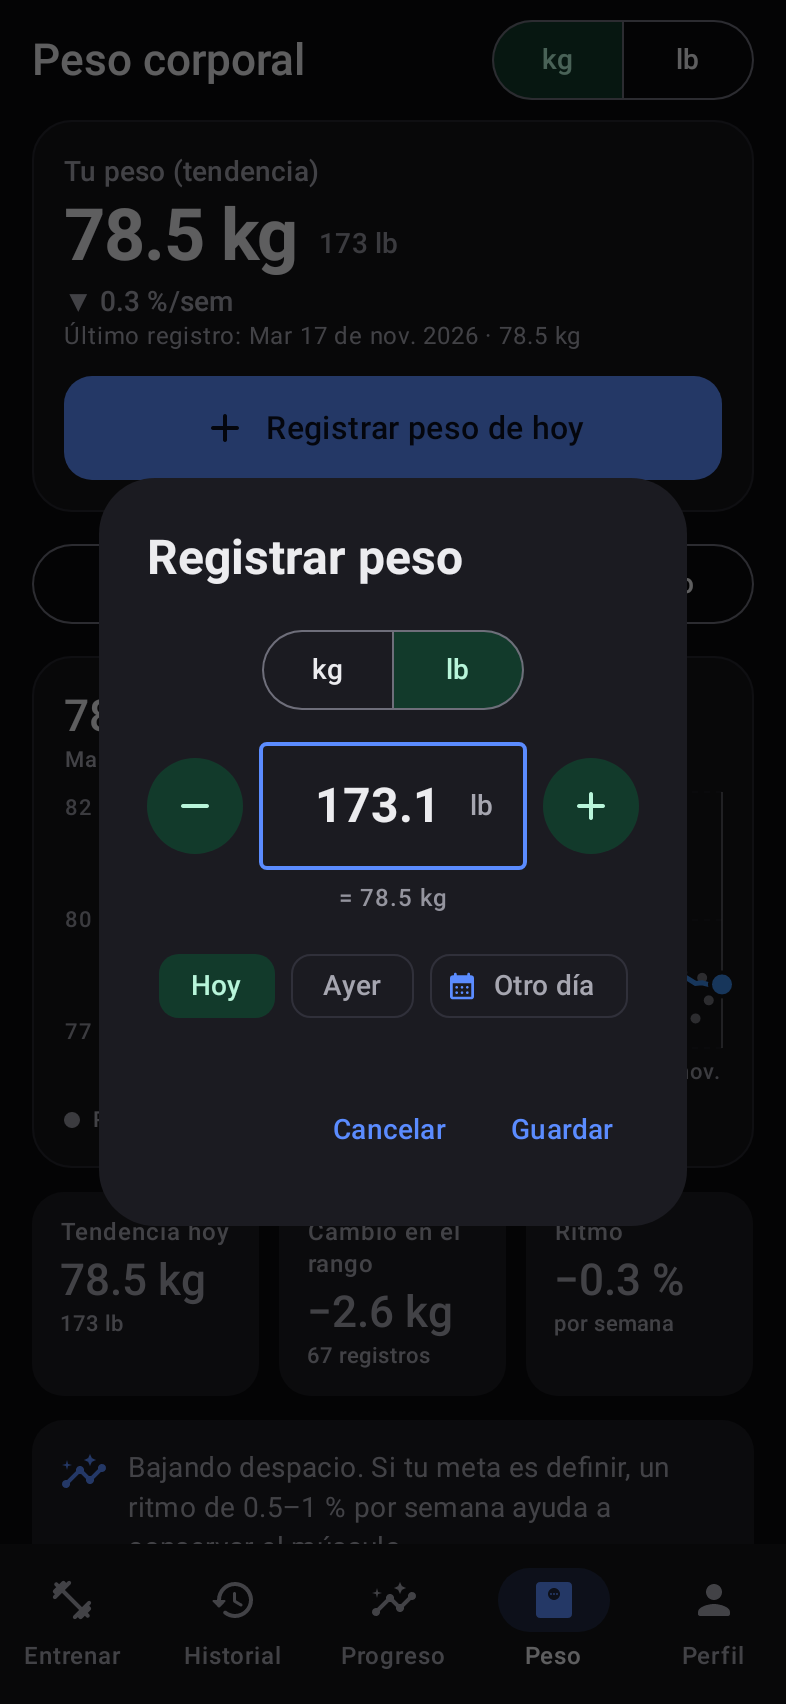 Peso corporal
kg
lb
Tu peso (tendencia)
78.5 kg 173 lb
▼ 0.3 %/sem
Último registro: Mar 17 de nov. 2026 · 78.5 kg
+ Registrar peso de hoy
Registrar peso
kg
lb
− 173.1 lb +
= 78.5 kg
Hoy
Ayer
Otro día
Cancelar
Guardar
82
80
77
Tendencia hoy
78.5 kg
173 lb
Cambio en el
rango
−2.6 kg
67 registros
Ritmo
−0.3 %
por semana
Bajando despacio. Si tu meta es definir, un
ritmo de 0.5–1 % por semana ayuda a
Entrenar
Historial
Progreso
Peso
Perfil